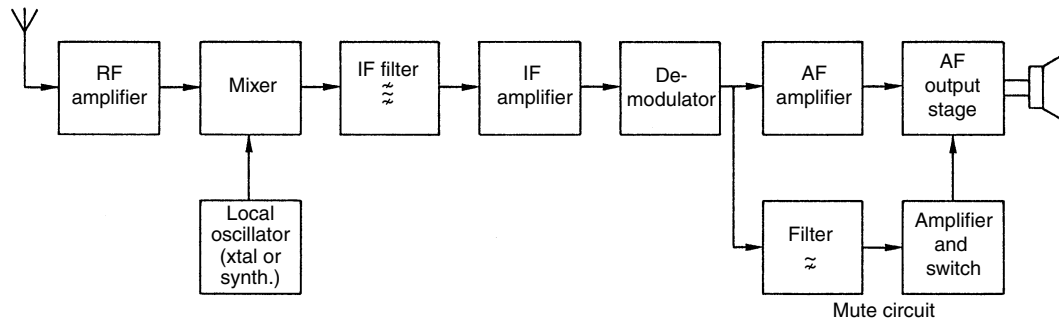 RF
amplifier
Mixer
IF filter
IF
amplifier
De-
modulator
AF
amplifier
AF
output
stage
Local
oscillator
(xtal or
synth.)
Filter
Amplifier
and
switch
Mute circuit